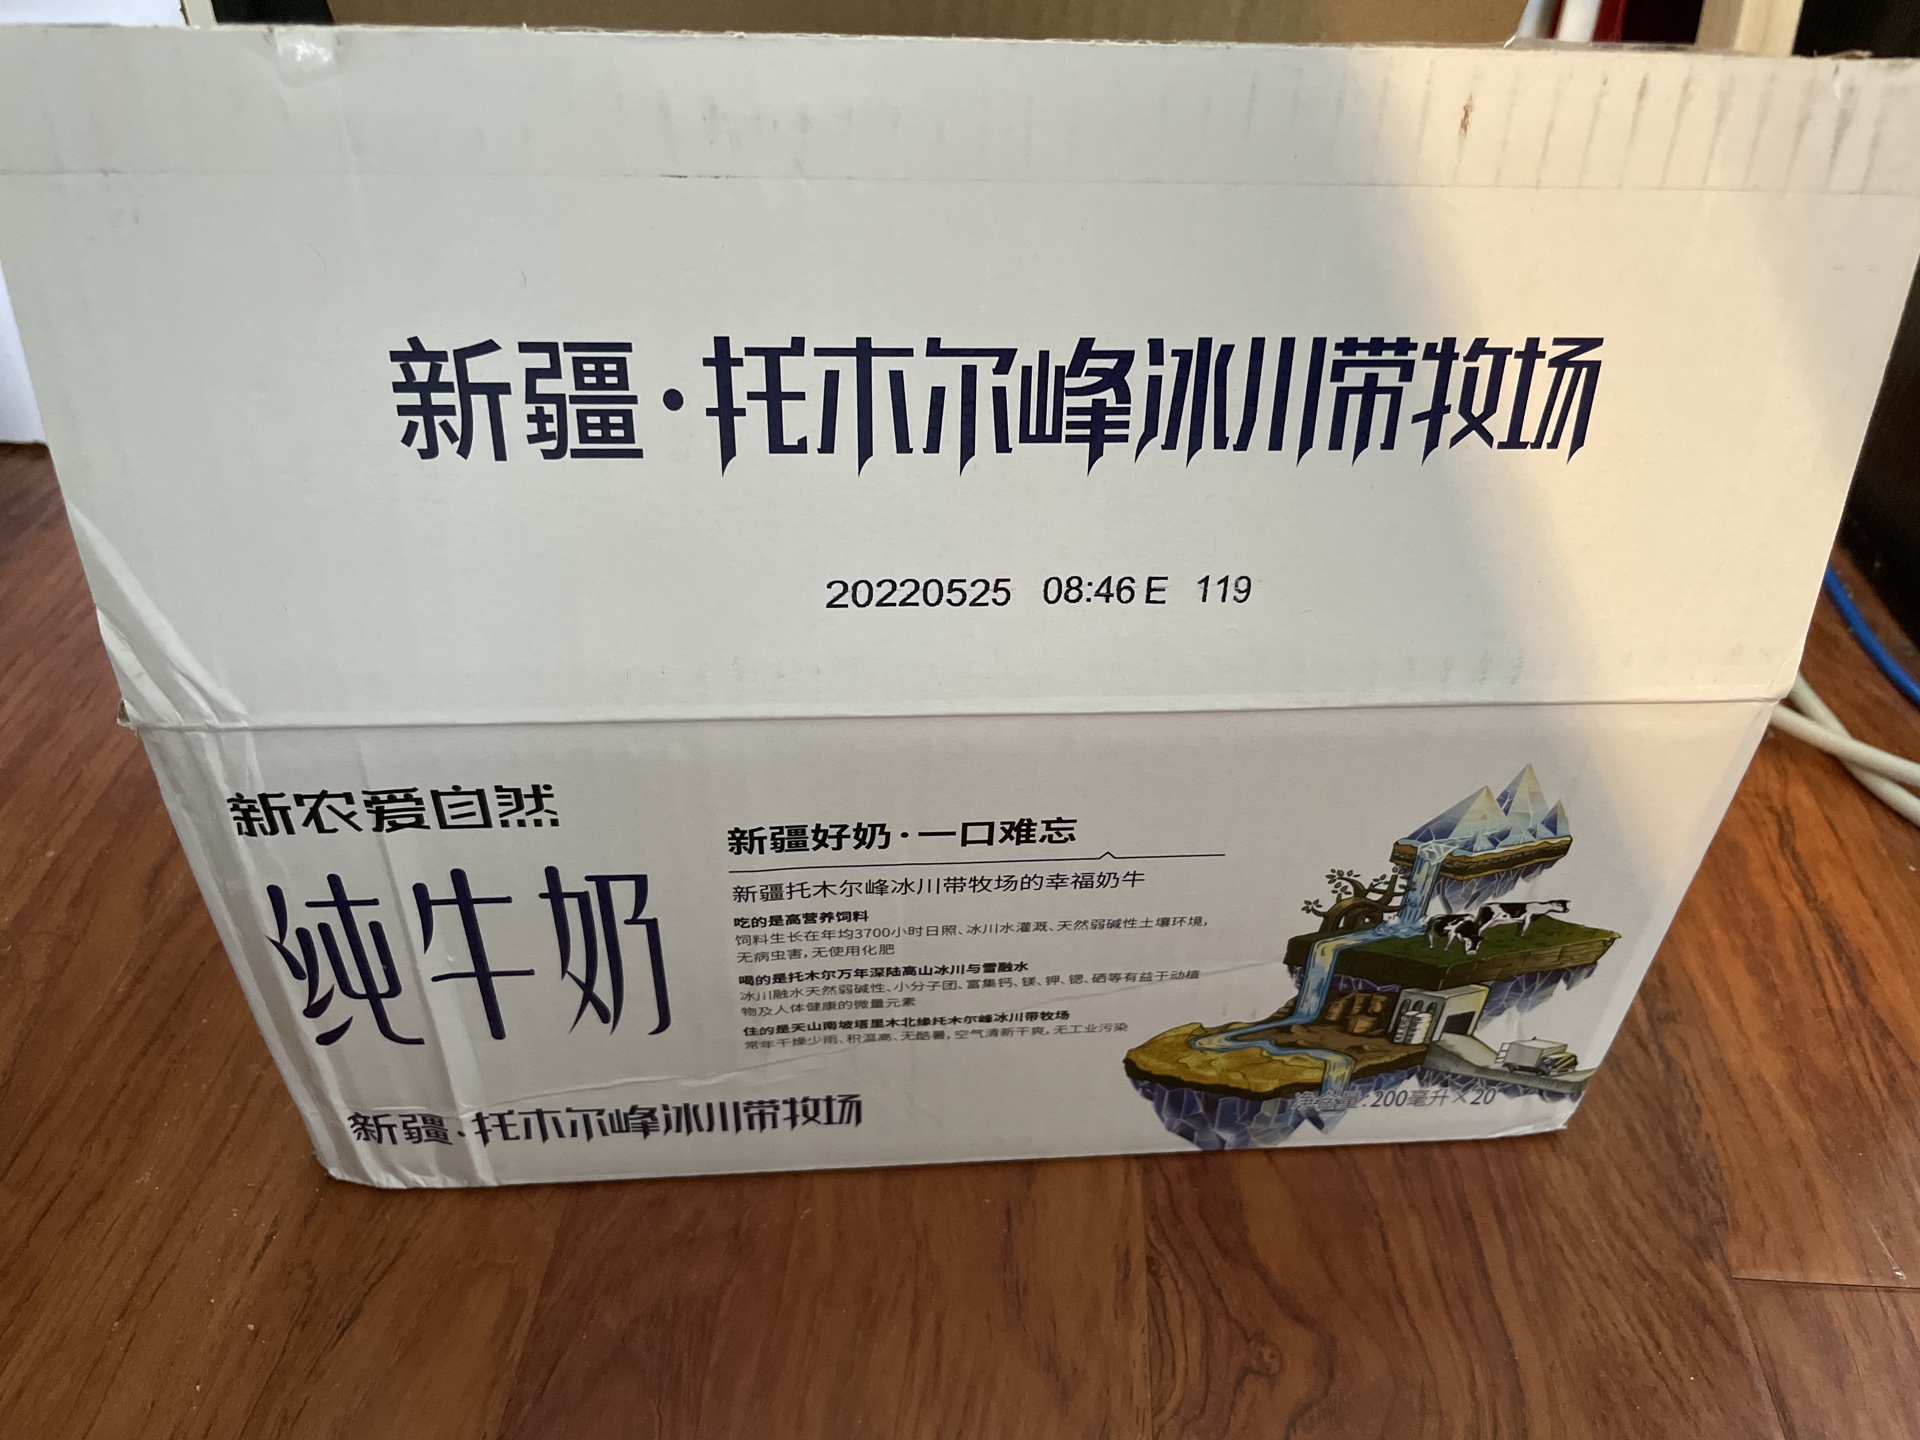 新疆·托木尔峰冰川带牧场
20220525 08:46 E 119
新农爱自然
纯牛奶
新疆·托木尔峰冰川带牧场
新疆好奶·一口难忘
新疆托木尔峰冰川带牧场的幸福奶牛
吃的是高营养饲料
饲料生长在年均3700小时日照、冰川水灌溉、天然弱碱性土壤环境,
无病虫害,无使用化肥
喝的是托木尔万年深陆高山冰川与雪融水
冰川融水天然弱碱性、小分子团、富集钙、镁、钾、锶、硒等有益于动植
物及人体健康的微量元素
住的是天山南坡塔里木北缘托木尔峰冰川带牧场
常年干燥少雨、积温高、无酷暑,空气清新干爽,无工业污染
净含量:200毫升×20